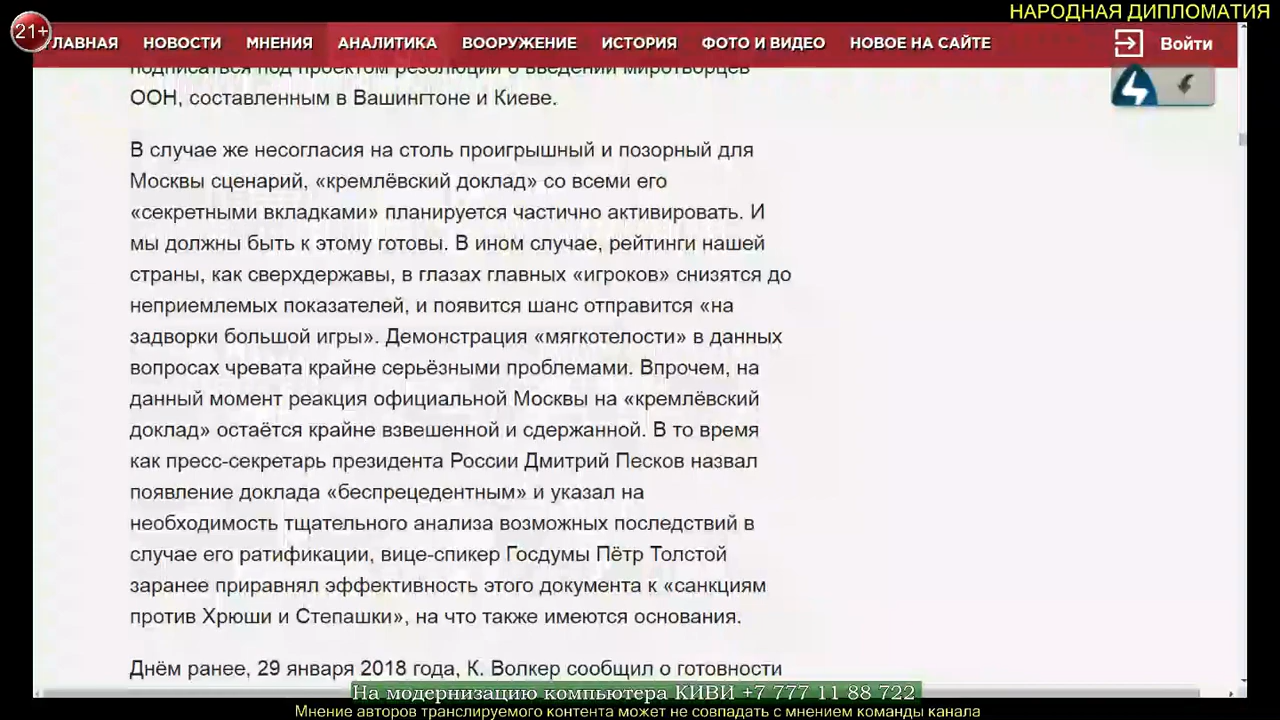 НАРОДНАЯ ДИПЛОМАТИЯ
21+
ГЛАВНАЯ НОВОСТИ МНЕНИЯ АНАЛИТИКА ВООРУЖЕНИЕ ИСТОРИЯ ФОТО И ВИДЕО НОВОЕ НА САЙТЕ Войти
подписаться под проектом резолюции о введении миротворцев
ООН, составленным в Вашингтоне и Киеве.
В случае же несогласия на столь проигрышный и позорный для
Москвы сценарий, «кремлёвский доклад» со всеми его
«секретными вкладками» планируется частично активировать. И
мы должны быть к этому готовы. В ином случае, рейтинги нашей
страны, как сверхдержавы, в глазах главных «игроков» снизятся до
неприемлемых показателей, и появится шанс отправится «на
задворки большой игры». Демонстрация «мягкотелости» в данных
вопросах чревата крайне серьёзными проблемами. Впрочем, на
данный момент реакция официальной Москвы на «кремлёвский
доклад» остаётся крайне взвешенной и сдержанной. В то время
как пресс-секретарь президента России Дмитрий Песков назвал
появление доклада «беспрецедентным» и указал на
необходимость тщательного анализа возможных последствий в
случае его ратификации, вице-спикер Госдумы Пётр Толстой
заранее приравнял эффективность этого документа к «санкциям
против Хрюши и Степашки», на что также имеются основания.
Днём ранее, 29 января 2018 года, К. Волкер сообщил о готовности
На модернизацию компьютера КИВИ +7 777 11 88 722
Мнение авторов транслируемого контента может не совпадать с мнением команды канала